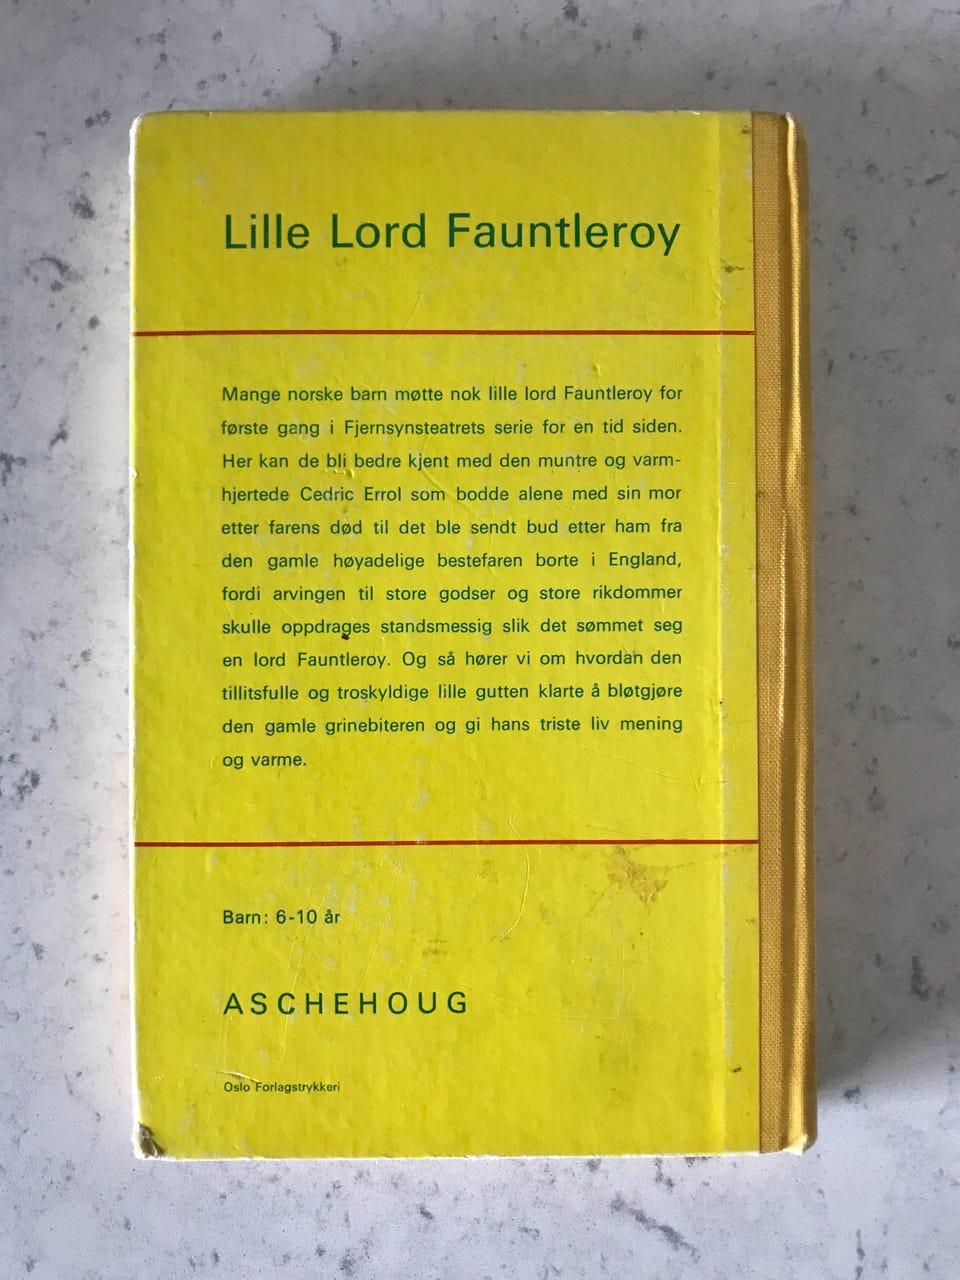 Lille Lord Fauntleroy
Mange norske barn møtte nok lille lord Fauntleroy for
første gang i Fjernsynsteatrets serie for en tid siden.
Her kan de bli bedre kjent med den muntre og varm-
hjertede Cedric Errol som bodde alene med sin mor
etter farens død til det ble sendt bud etter ham fra
den gamle høyadelige bestefaren borte i England,
fordi arvingen til store godser og store rikdommer
skulle oppdrages standsmessig slik det sømmet seg
en lord Fauntleroy. Og så hører vi om hvordan den
tillitsfulle og troskyldige lille gutten klarte å bløtgjøre
den gamle grinebiteren og gi hans triste liv mening
og varme.
Barn: 6-10 år
ASCHEHOUG
Oslo Forlagstrykkeri